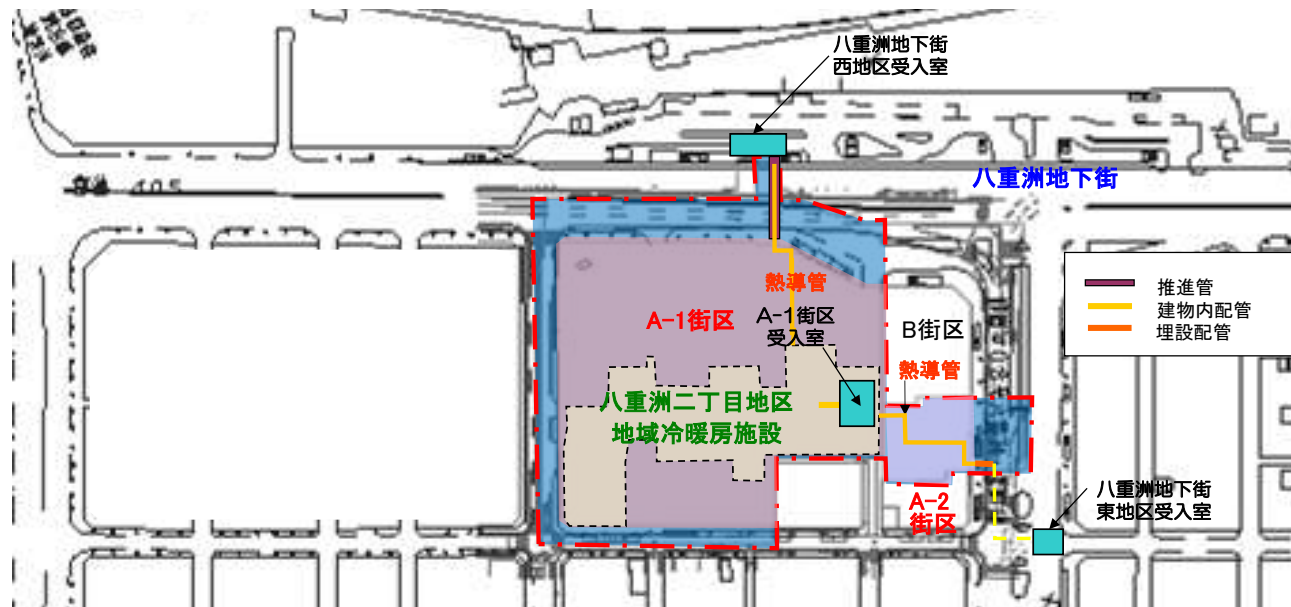 八重洲地下街
西地区受入室
八重洲地下街
推進管
建物内配管
埋設配管
熱導管
A-1街区
A-1街区
受入室
B街区
熱導管
八重洲二丁目地区
地域冷暖房施設
A-2
街区
八重洲地下街
東地区受入室